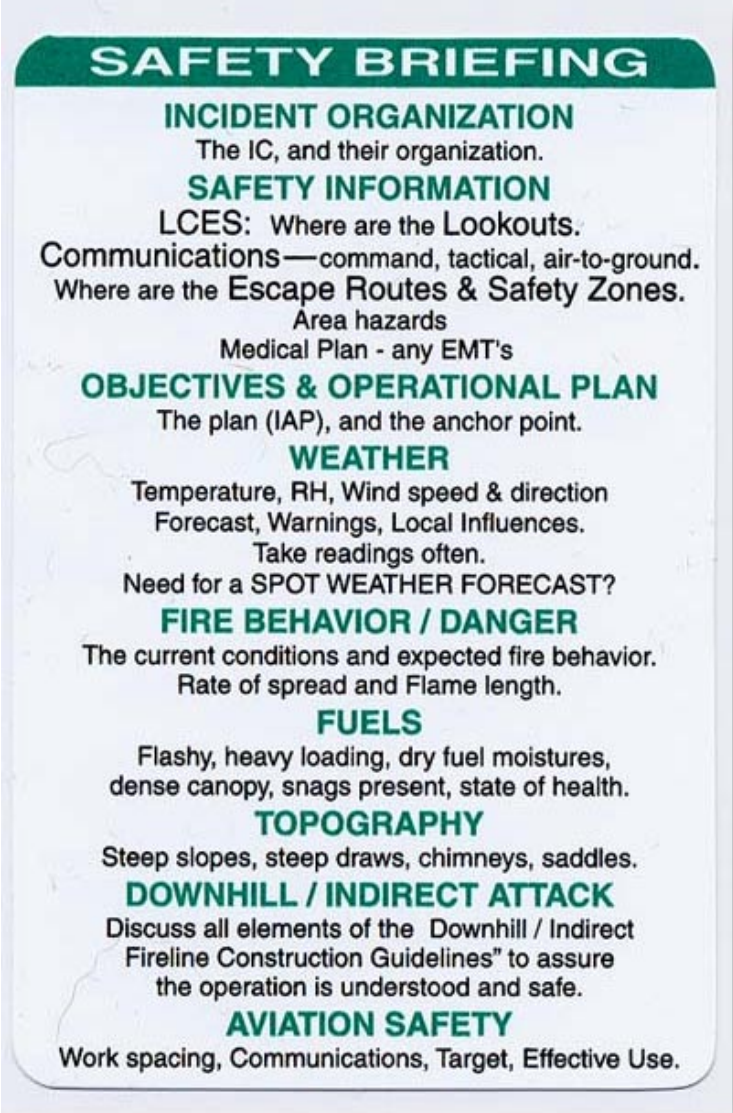 SAFETY BRIEFING
INCIDENT ORGANIZATION
The IC, and their organization.
SAFETY INFORMATION
LCES: Where are the Lookouts.
Communications—command, tactical, air-to-ground.
Where are the Escape Routes & Safety Zones.
Area hazards
Medical Plan - any EMT's
OBJECTIVES & OPERATIONAL PLAN
The plan (IAP), and the anchor point.
WEATHER
Temperature, RH, Wind speed & direction
Forecast, Warnings, Local Influences.
Take readings often.
Need for a SPOT WEATHER FORECAST?
FIRE BEHAVIOR / DANGER
The current conditions and expected fire behavior.
Rate of spread and Flame length.
FUELS
Flashy, heavy loading, dry fuel moistures,
dense canopy, snags present, state of health.
TOPOGRAPHY
Steep slopes, steep draws, chimneys, saddles.
DOWNHILL / INDIRECT ATTACK
Discuss all elements of the Downhill / Indirect
Fireline Construction Guidelines” to assure
the operation is understood and safe.
AVIATION SAFETY
Work spacing, Communications, Target, Effective Use.